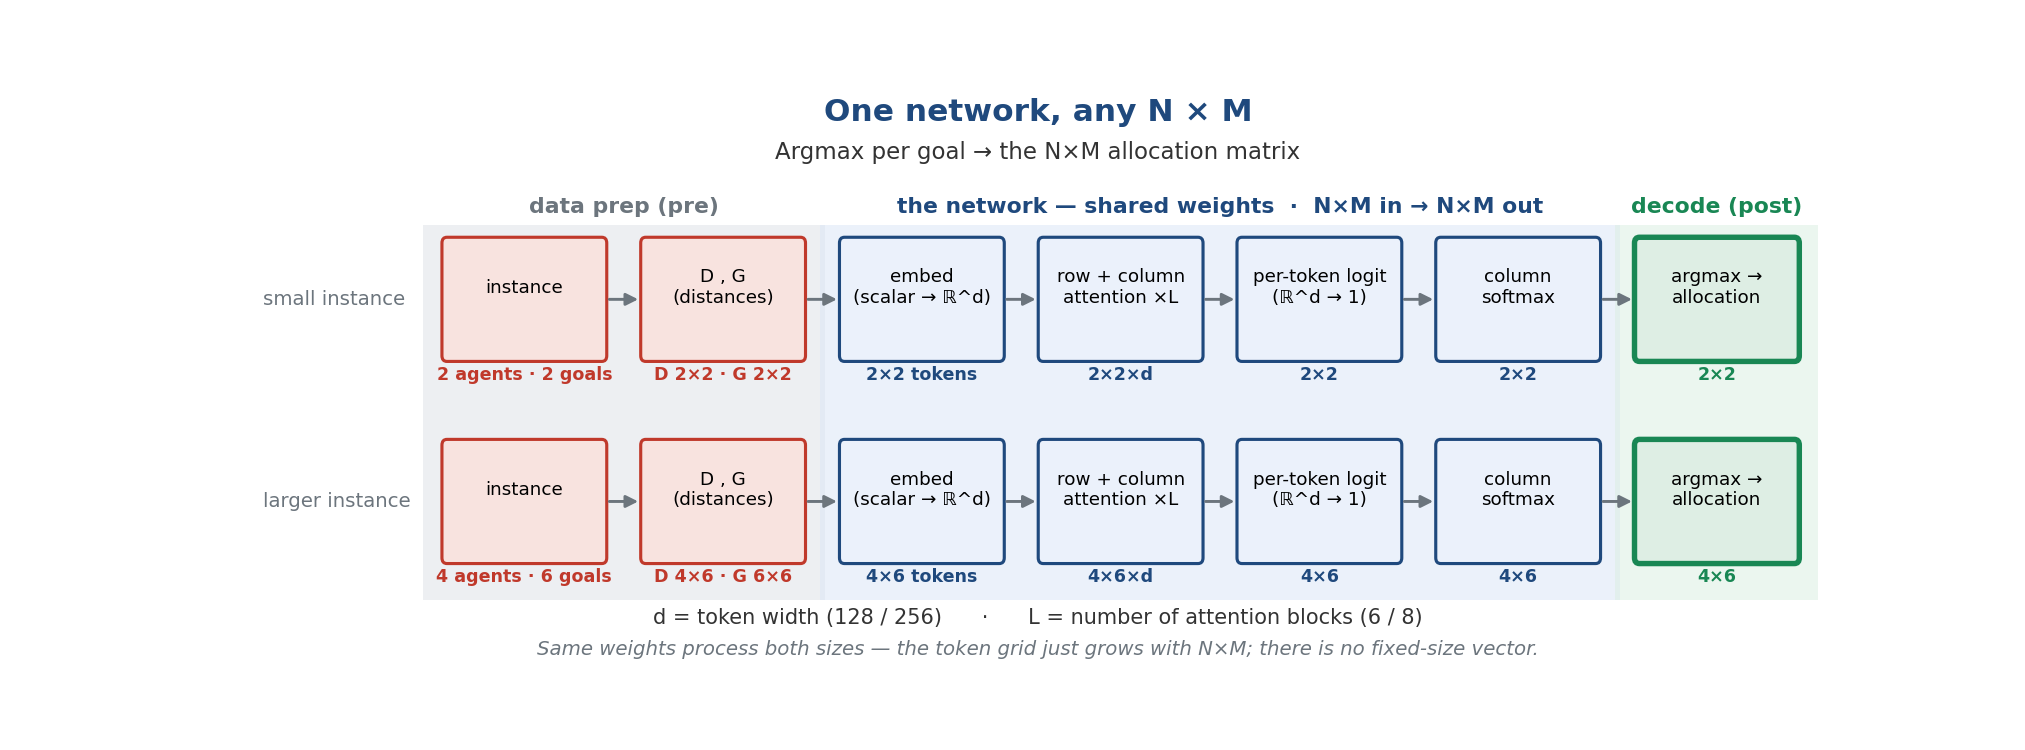 One network, any N × M
Argmax per goal → the N×M allocation matrix
data prep (pre)
the network — shared weights · N×M in → N×M out
decode (post)
small instance
instance
D , G
(distances)
embed
(scalar → ℝ^d)
row + column
attention ×L
per-token logit
(ℝ^d → 1)
column
softmax
argmax →
allocation
2 agents · 2 goals
D 2×2 · G 2×2
2×2 tokens
2×2×d
2×2
2×2
2×2
larger instance
instance
D , G
(distances)
embed
(scalar → ℝ^d)
row + column
attention ×L
per-token logit
(ℝ^d → 1)
column
softmax
argmax →
allocation
4 agents · 6 goals
D 4×6 · G 6×6
4×6 tokens
4×6×d
4×6
4×6
4×6
d = token width (128 / 256) · L = number of attention blocks (6 / 8)
Same weights process both sizes — the token grid just grows with N×M; there is no fixed-size vector.